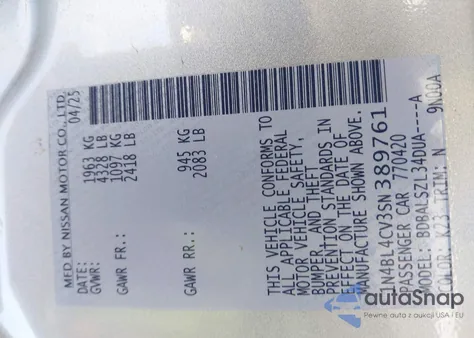 MFD BY NISSAN MOTOR CO.,LTD.
DATE: 04/25
GVWR: 1963 KG
4328 LB
GAWR FR.: 1097 KG
2418 LB
GAWR RR.: 945 KG
2083 LB
THIS VEHICLE CONFORMS TO
ALL APPLICABLE FEDERAL
MOTOR VEHICLE SAFETY,
BUMPER, AND THEFT
PREVENTION STANDARDS IN
EFFECT ON THE DATE OF
MANUFACTURE SHOWN ABOVE.
1N4BL4CV3SN389761
PASSENGER CAR 770420
MODEL: BDBALSZL34DUA-----A
COLOR: K23 TRIM: N 9N00A
autoSnap
Pewne auta z aukcji USA i EU